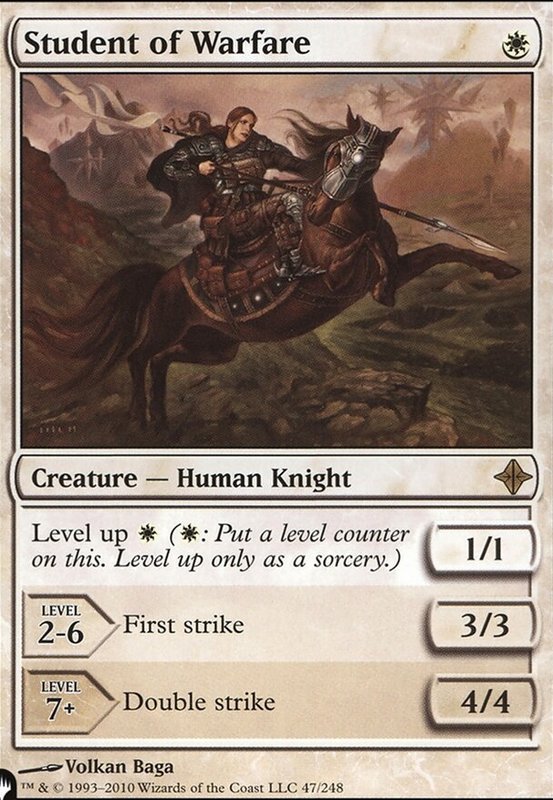 Student of Warfare
Creature — Human Knight
Level up (: Put a level counter
on this. Level up only as a sorcery.)
1/1
LEVEL
2-6
First strike
3/3
LEVEL
7+
Double strike
4/4
Volkan Baga
™ & © 1993–2010 Wizards of the Coast LLC 47/248